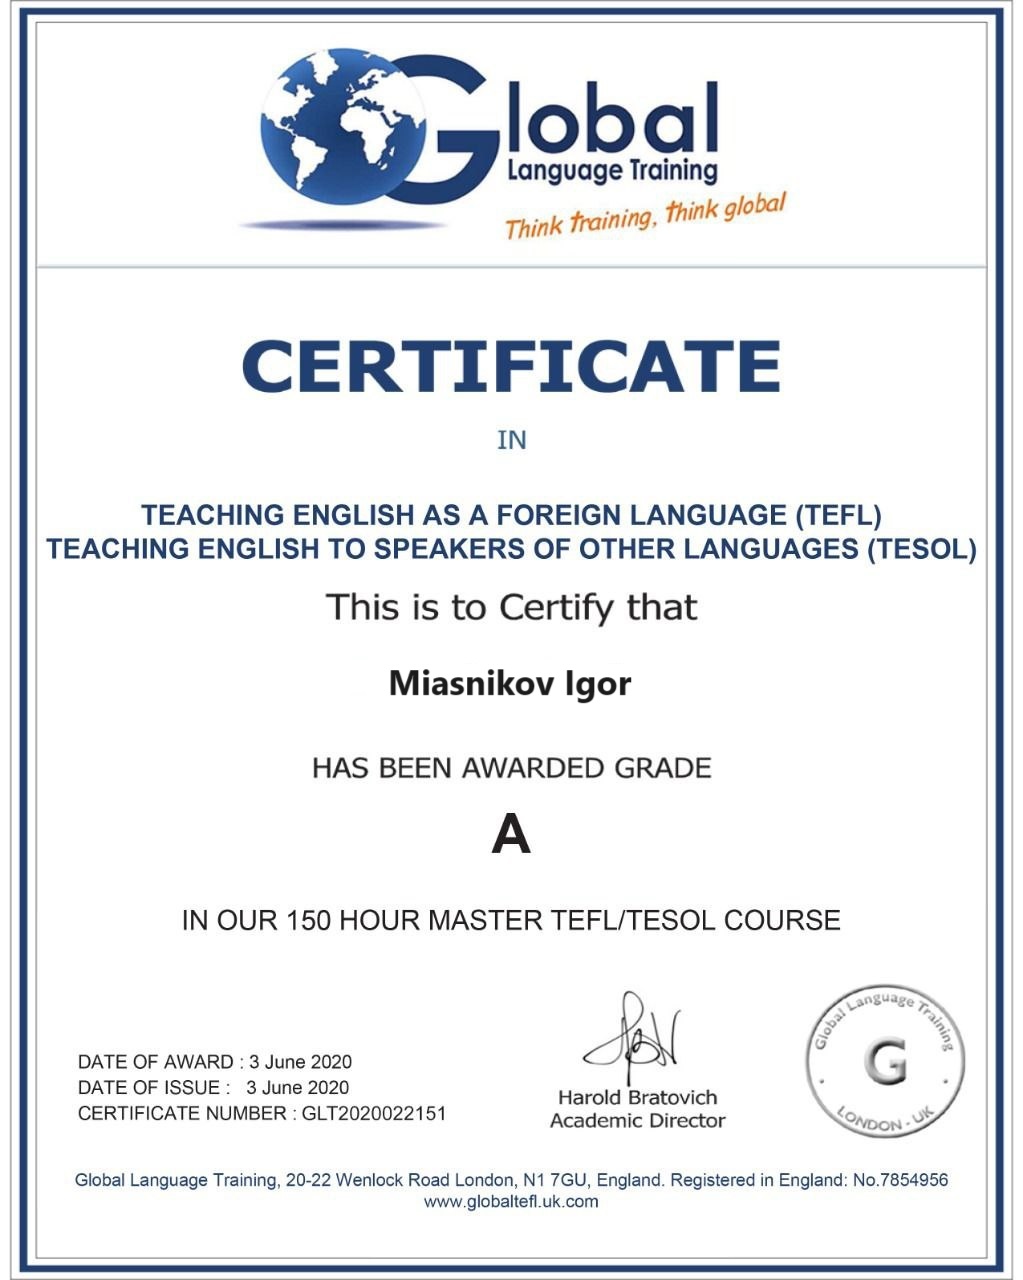 Global
Language Training
Think training, think global
CERTIFICATE
IN
TEACHING ENGLISH AS A FOREIGN LANGUAGE (TEFL)
TEACHING ENGLISH TO SPEAKERS OF OTHER LANGUAGES (TESOL)
This is to Certify that
Miasnikov Igor
HAS BEEN AWARDED GRADE
A
IN OUR 150 HOUR MASTER TEFL/TESOL COURSE
DATE OF AWARD : 3 June 2020
DATE OF ISSUE : 3 June 2020
CERTIFICATE NUMBER : GLT2020022151
Harold Bratovich
Academic Director
Global Language Training
G
LONDON - UK
Global Language Training, 20-22 Wenlock Road London, N1 7GU, England. Registered in England: No.7854956
www.globaltefl.uk.com